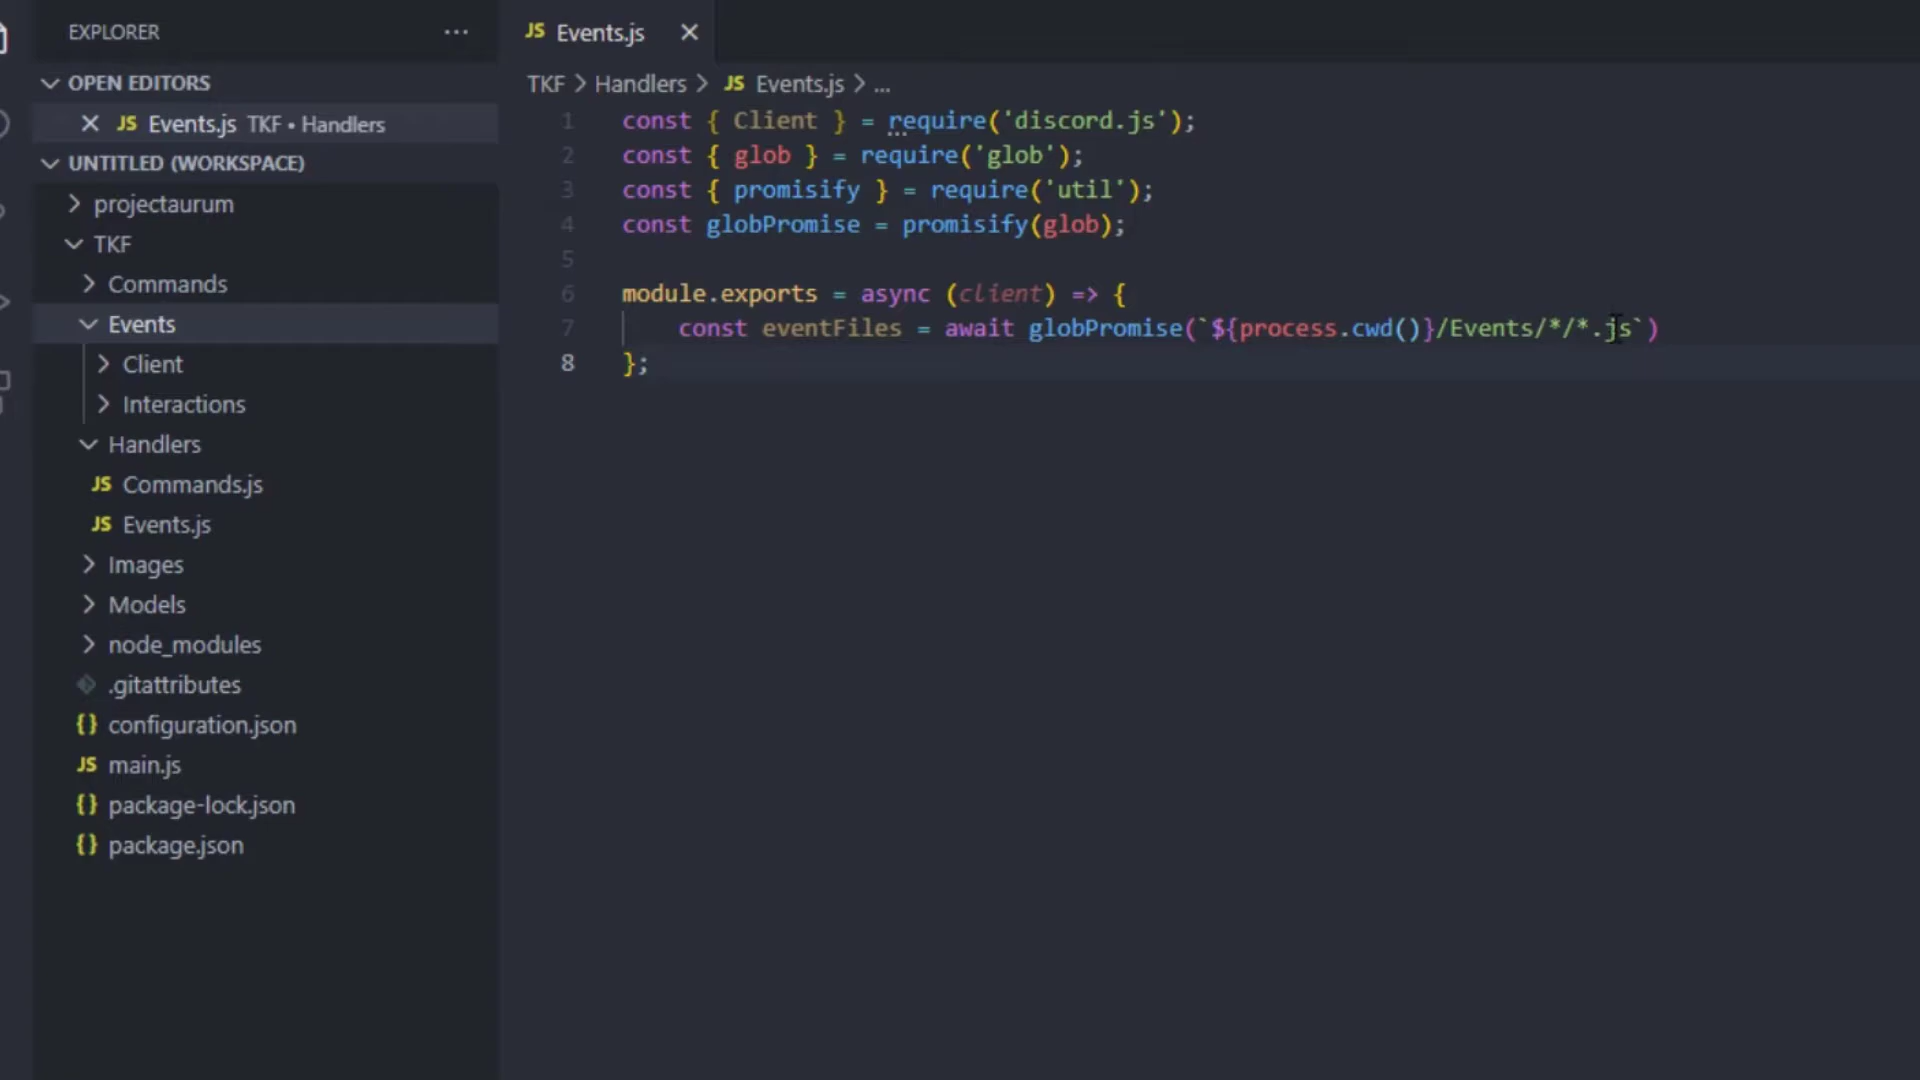 EXPLORER
...
OPEN EDITORS
JS Events.js TKF • Handlers
UNTITLED (WORKSPACE)
projectaurum
TKF
Commands
Events
Client
Interactions
Handlers
JS Commands.js
JS Events.js
Images
Models
node_modules
.gitattributes
{} configuration.json
JS main.js
{} package-lock.json
{} package.json
JS Events.js
TKF > Handlers > JS Events.js > ...
1 const { Client } = require('discord.js');
2 const { glob } = require('glob');
3 const { promisify } = require('util');
4 const globPromise = promisify(glob);
5
6 module.exports = async (client) => {
7 const eventFiles = await globPromise(`${process.cwd()}/Events/*/*.js`)
8 };